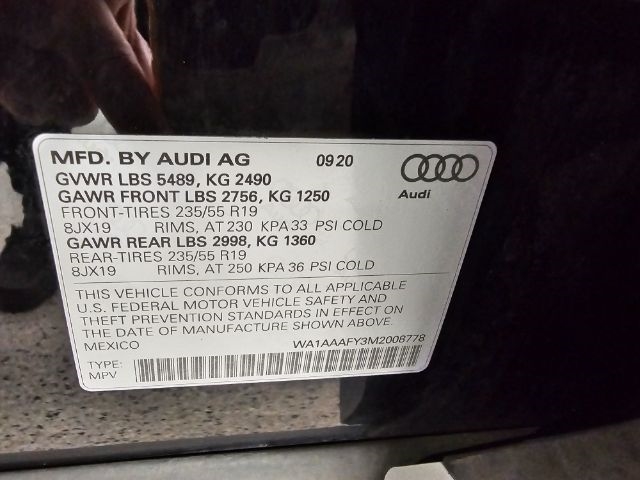 MFD. BY AUDI AG 0920
GVWR LBS 5489, KG 2490
GAWR FRONT LBS 2756, KG 1250
Audi
FRONT-TIRES 235/55 R19
8JX19 RIMS, AT 230 KPA 33 PSI COLD
GAWR REAR LBS 2998, KG 1360
REAR-TIRES 235/55 R19
8JX19 RIMS, AT 250 KPA 36 PSI COLD
THIS VEHICLE CONFORMS TO ALL APPLICABLE
U.S. FEDERAL MOTOR VEHICLE SAFETY AND
THEFT PREVENTION STANDARDS IN EFFECT ON
THE DATE OF MANUFACTURE SHOWN ABOVE.
MEXICO WA1AAAFY3M2006778
TYPE:
MPV